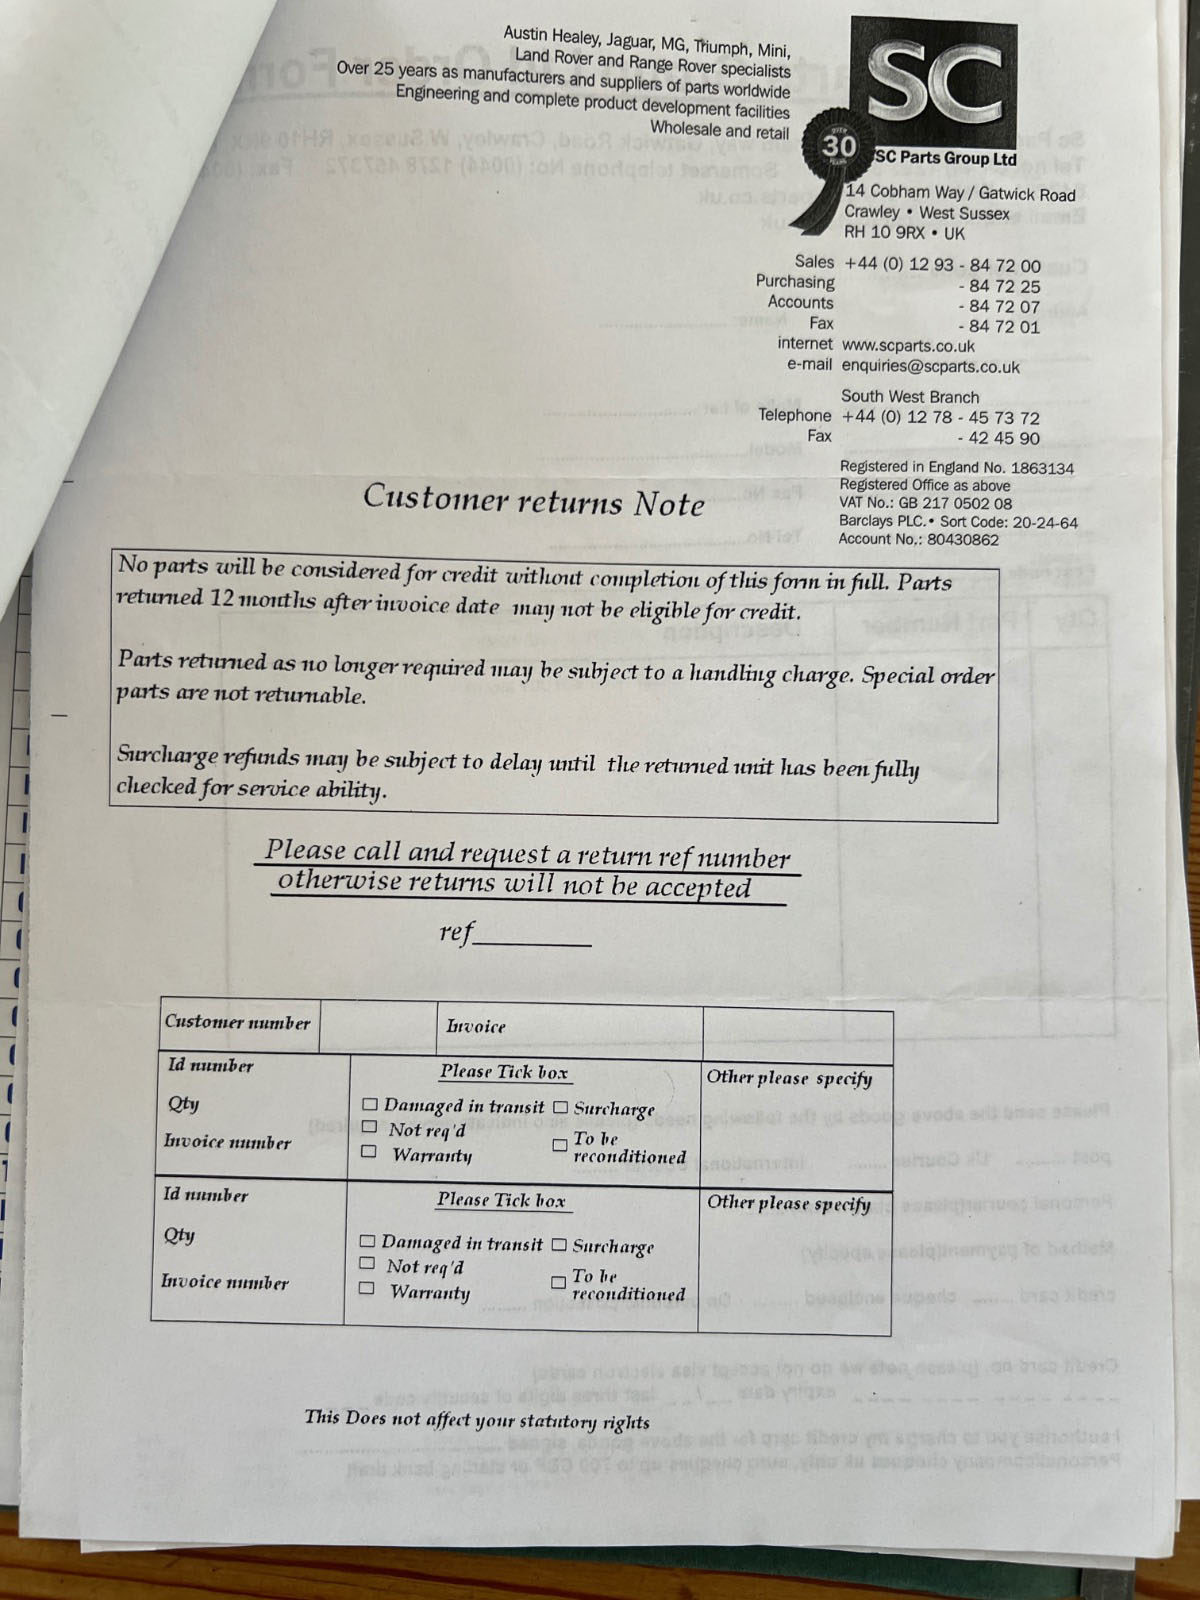 Austin Healey, Jaguar, MG, Triumph, Mini,
Land Rover and Range Rover specialists
Over 25 years as manufacturers and suppliers of parts worldwide
Engineering and complete product development facilities
Wholesale and retail
SC
OVER
30
YEARS
SC Parts Group Ltd
14 Cobham Way / Gatwick Road
Crawley • West Sussex
RH 10 9RX • UK
Sales +44 (0) 12 93 - 84 72 00
Purchasing - 84 72 25
Accounts - 84 72 07
Fax - 84 72 01
internet www.scparts.co.uk
e-mail enquiries@scparts.co.uk
South West Branch
Telephone +44 (0) 12 78 - 45 73 72
Fax - 42 45 90
Registered in England No. 1863134
Registered Office as above
VAT No.: GB 217 0502 08
Barclays PLC.• Sort Code: 20-24-64
Account No.: 80430862
Customer returns Note
No parts will be considered for credit without completion of this form in full. Parts
returned 12 months after invoice date may not be eligible for credit.
Parts returned as no longer required may be subject to a handling charge. Special order
parts are not returnable.
Surcharge refunds may be subject to delay until the returned unit has been fully
checked for service ability.
Please call and request a return ref number
otherwise returns will not be accepted
ref________
Customer number Invoice
Id number Please Tick box Other please specify
Qty Damaged in transit Surcharge
Not req'd To be
Invoice number Warranty reconditioned
Id number Please Tick box Other please specify
Qty Damaged in transit Surcharge
Not req'd To be
Invoice number Warranty reconditioned
This Does not affect your statutory rights